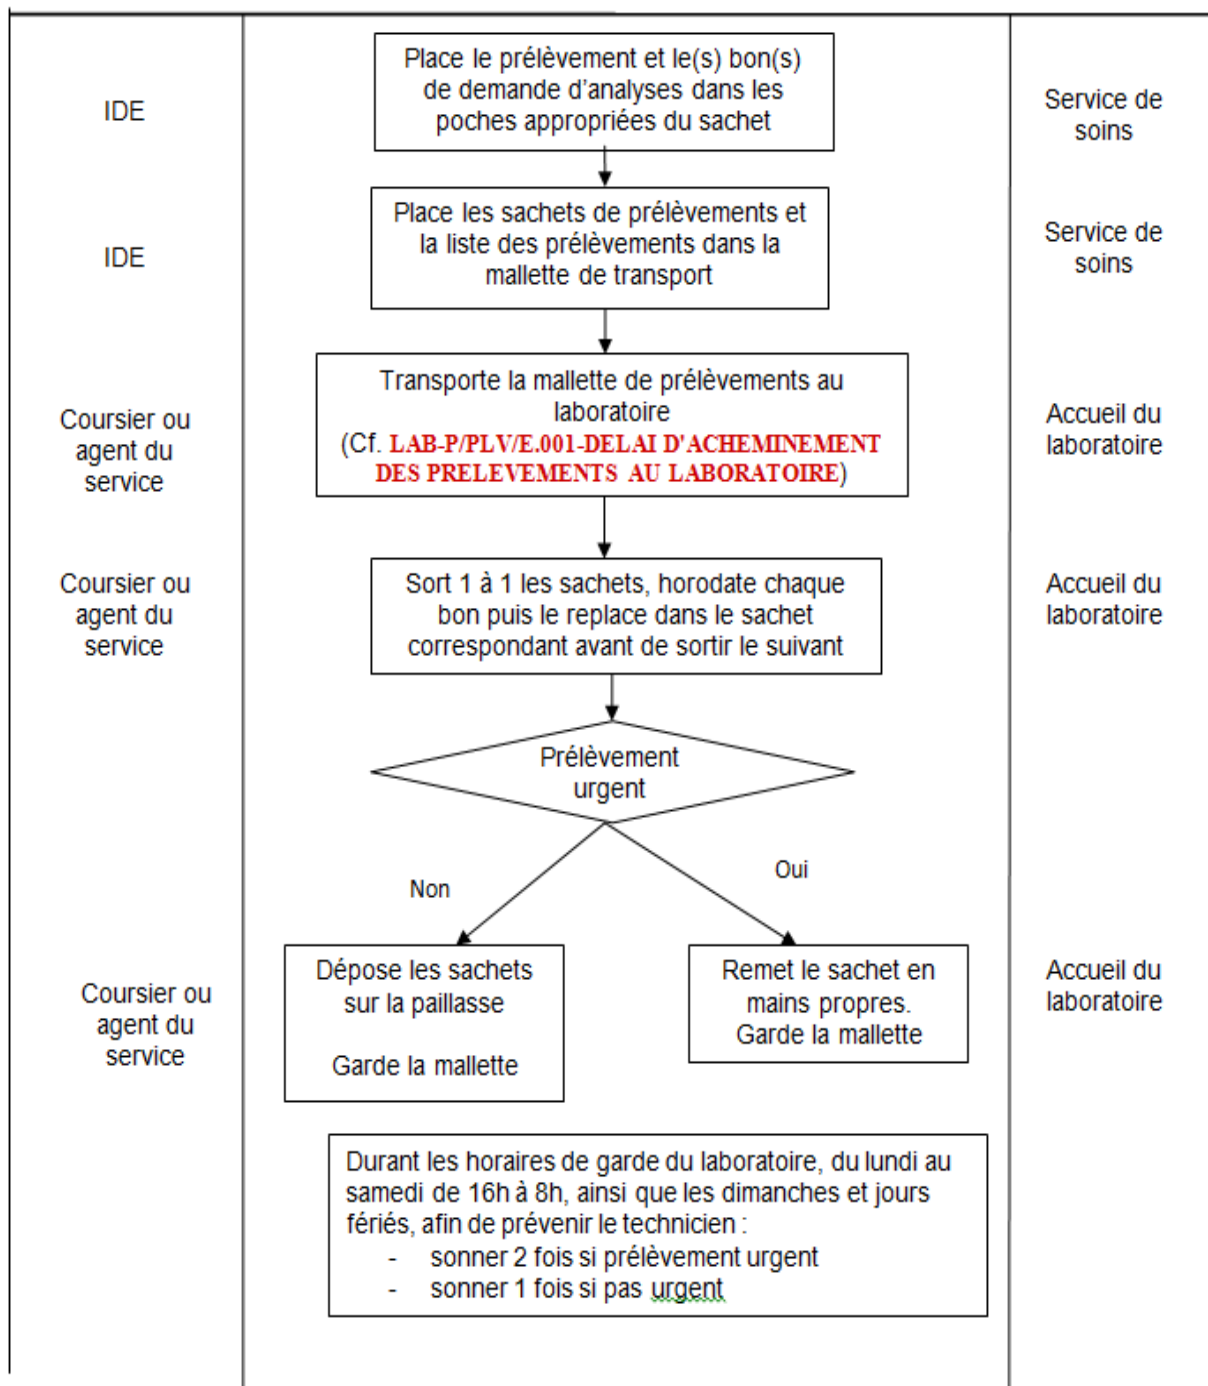 IDE
Place le prélèvement et le(s) bon(s)
de demande d'analyses dans les
poches appropriées du sachet
Service de
soins
IDE
Place les sachets de prélèvements et
la liste des prélèvements dans la
mallette de transport
Service de
soins
Coursier ou
agent du
service
Transporte la mallette de prélèvements au
laboratoire
(Cf. LAB-P/PLV/E.001-DELAI D'ACHEMINEMENT
DES PRELEVEMENTS AU LABORATOIRE)
Accueil du
laboratoire
Coursier ou
agent du
service
Sort 1 à 1 les sachets, horodate chaque
bon puis le replace dans le sachet
correspondant avant de sortir le suivant
Accueil du
laboratoire
Prélèvement
urgent
Non
Oui
Coursier ou
agent du
service
Dépose les sachets
sur la paillasse
Garde la mallette
Remet le sachet en
mains propres.
Garde la mallette
Accueil du
laboratoire
Durant les horaires de garde du laboratoire, du lundi au
samedi de 16h à 8h, ainsi que les dimanches et jours
fériés, afin de prévenir le technicien :
- sonner 2 fois si prélèvement urgent
- sonner 1 fois si pas urgent